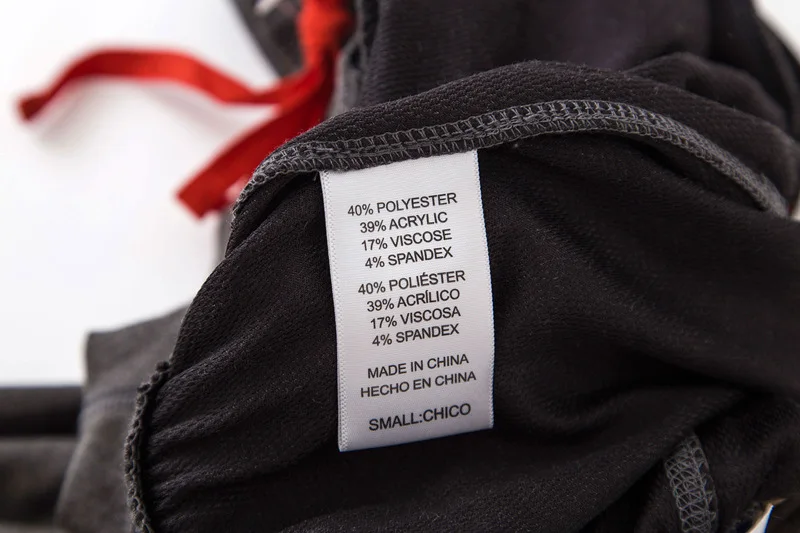 40% POLYESTER
39% ACRYLIC
17% VISCOSE
4% SPANDEX
40% POLIÉSTER
39% ACRÍLICO
17% VISCOSA
4% SPANDEX
MADE IN CHINA
HECHO EN CHINA
SMALL:CHICO